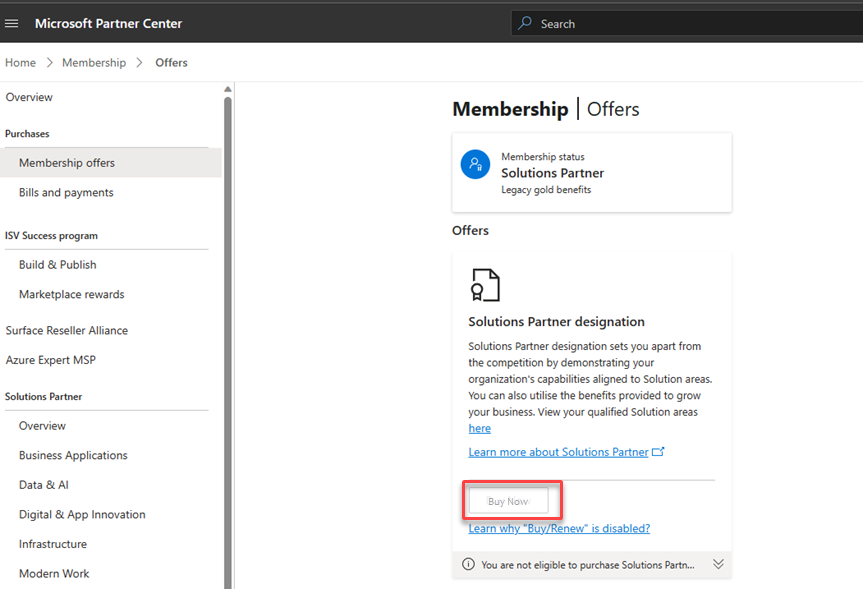 Microsoft Partner Center
Search
Home > Membership > Offers
Overview
Purchases
Membership offers
Bills and payments
ISV Success program
Build & Publish
Marketplace rewards
Surface Reseller Alliance
Azure Expert MSP
Solutions Partner
Overview
Business Applications
Data & AI
Digital & App Innovation
Infrastructure
Modern Work
Membership | Offers
Membership status
Solutions Partner
Legacy gold benefits
Offers
Solutions Partner designation
Solutions Partner designation sets you apart from
the competition by demonstrating your
organization's capabilities aligned to Solution areas.
You can also utilise the benefits provided to grow
your business. View your qualified Solution areas
here
Learn more about Solutions Partner
Buy Now
Learn why "Buy/Renew" is disabled?
You are not eligible to purchase Solutions Partn...